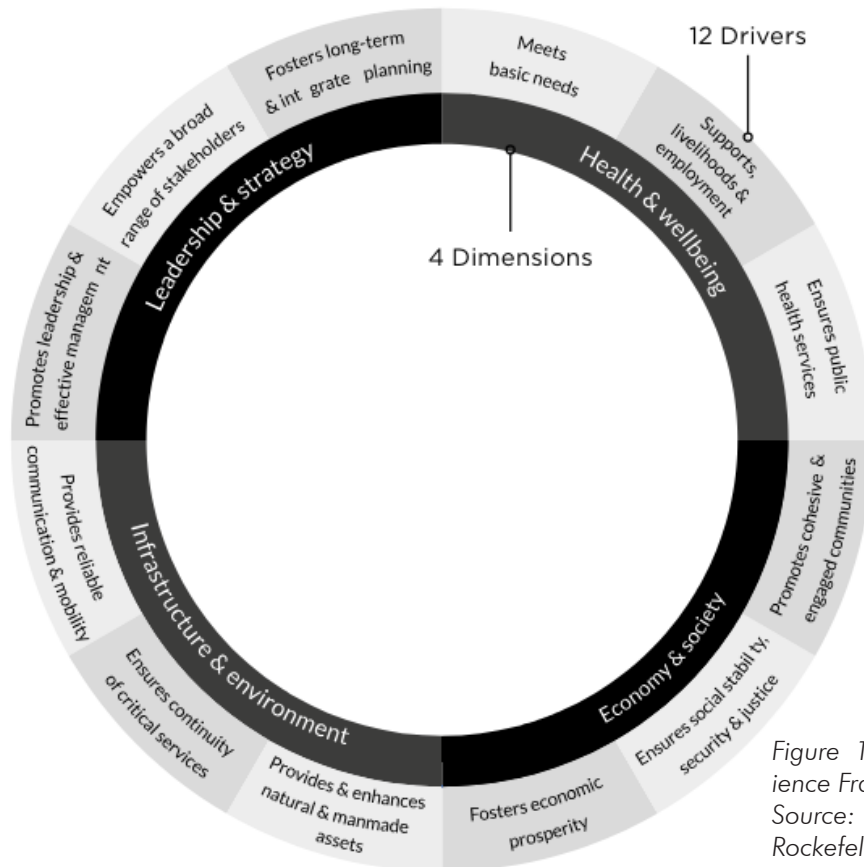 12 Drivers
4 Dimensions
Health & wellbeing
Meets
basic needs
Supports,
livelihoods &
employment
Ensures public
health services
Economy & society
Promotes cohesive &
engaged communities
Ensures social stabil ty,
security & justice
Fosters economic
prosperity
Infrastructure & environment
Provides & enhances
natural & manmade
assets
Ensures continuity
of critical services
Provides reliable
communication & mobility
Leadership & strategy
Promotes leadership &
effective managem nt
Empowers a broad
range of stakeholders
Fosters long-term
& int grate planning
Figure 1
ience Fra
Source:
Rockefel